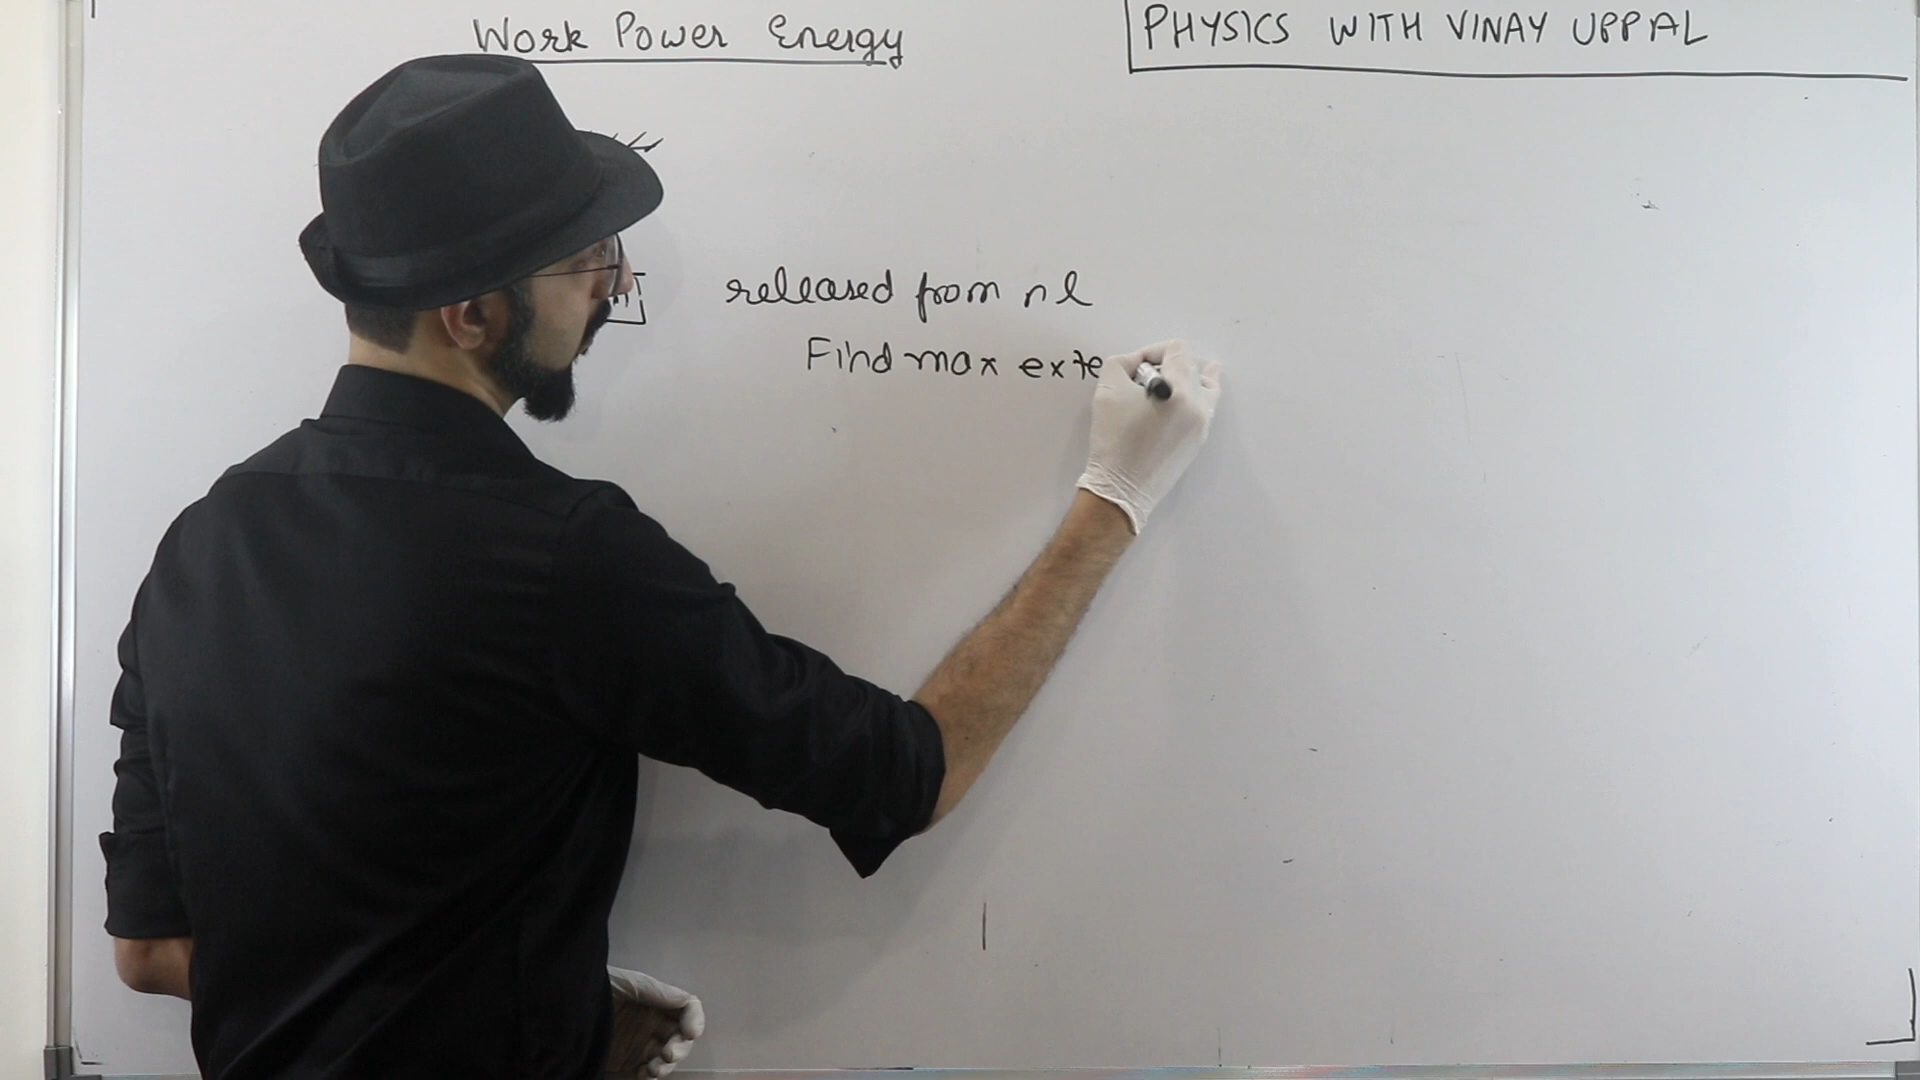 Work Power Energy
PHYSICS WITH VINAY UPPAL
released from nl
Find max exte
m